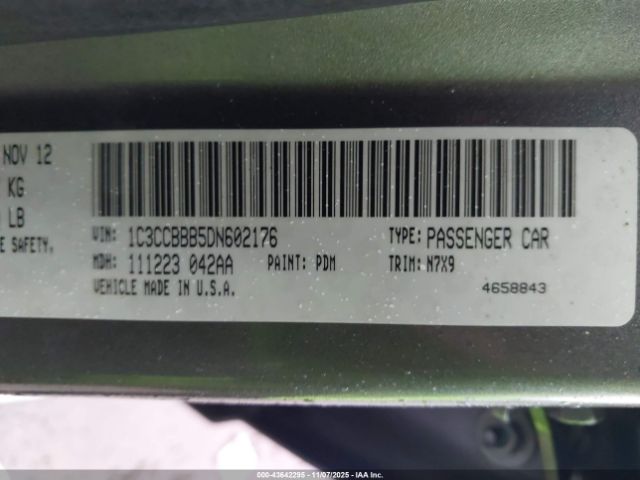 NOV 12
KG
LB
E SAFETY.
VIN: 1C3CCBBB5DN602176 TYPE: PASSENGER CAR
MDH: 111223 042AA PAINT: PDM TRIM: N7X9
VEHICLE MADE IN U.S.A. 4658843
000-43642295 - 11/07/2025 - IAA Inc.